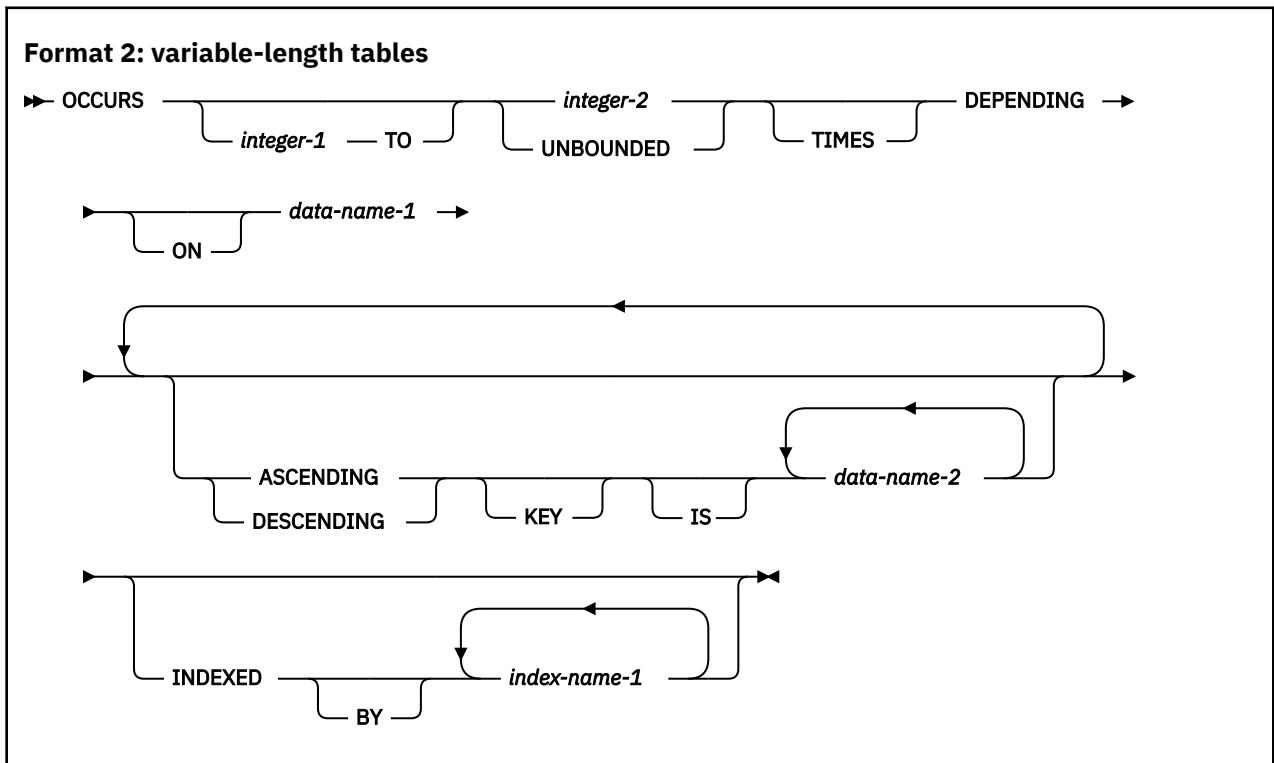 Format 2: variable-length tables
OCCURS integer-2 DEPENDING
integer-1 TO UNBOUNDED TIMES
data-name-1
ON
ASCENDING data-name-2
DESCENDING KEY IS
INDEXED index-name-1
BY